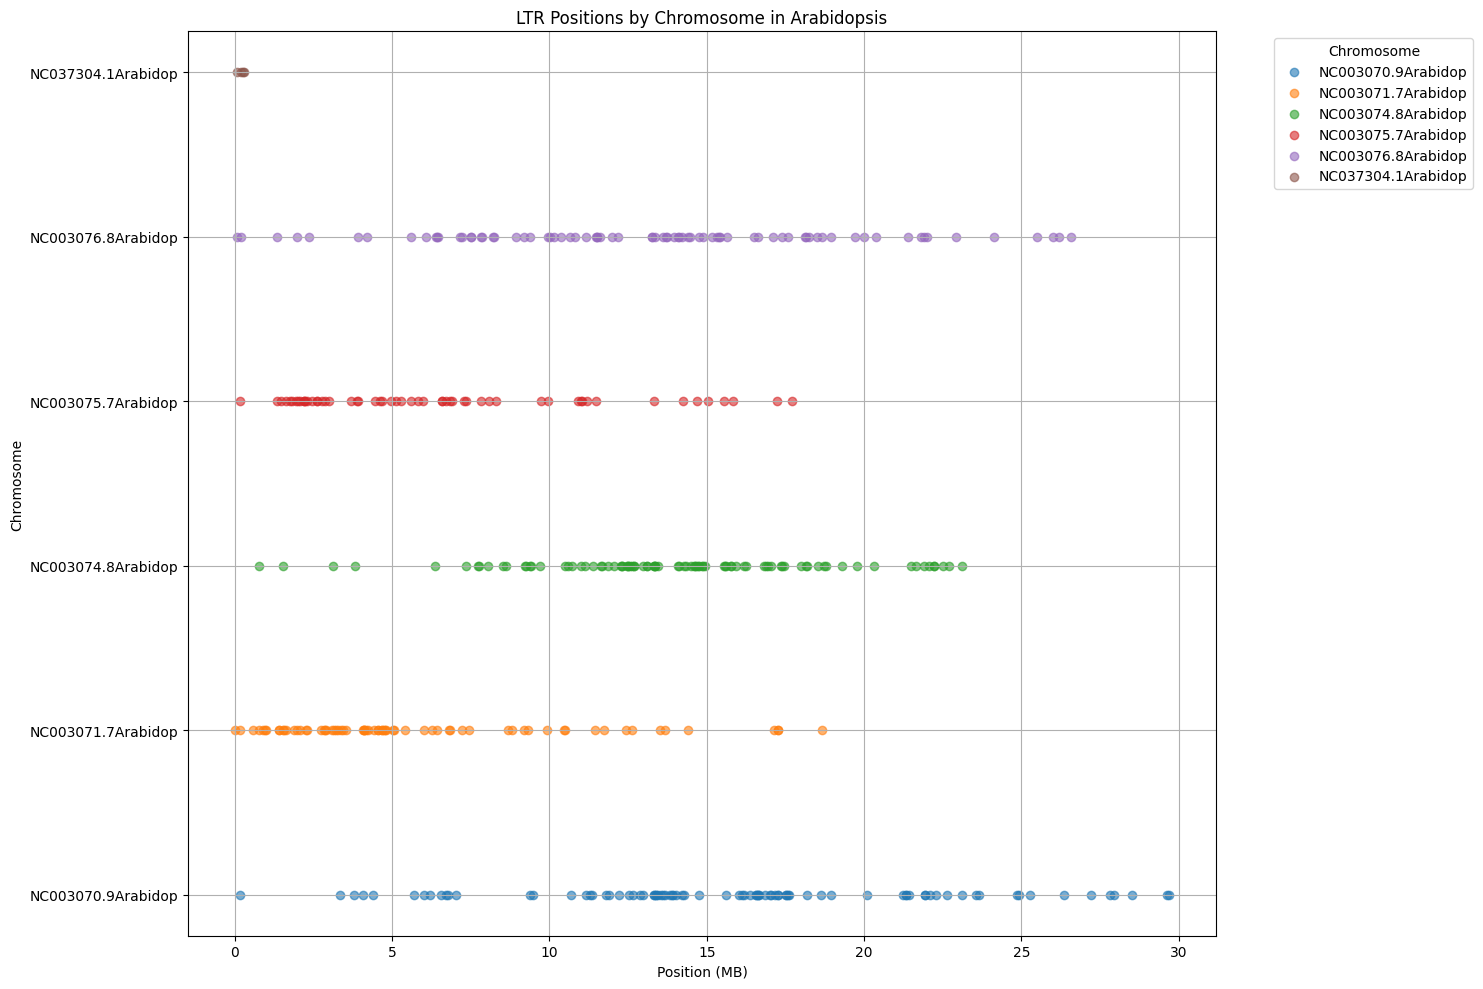 LTR Positions by Chromosome in Arabidopsis
Chromosome
NC037304.1Arabidop
NC003076.8Arabidop
NC003075.7Arabidop
NC003074.8Arabidop
NC003071.7Arabidop
NC003070.9Arabidop
0 5 10 15 20 25 30
Position (MB)
Chromosome
NC003070.9Arabidop
NC003071.7Arabidop
NC003074.8Arabidop
NC003075.7Arabidop
NC003076.8Arabidop
NC037304.1Arabidop